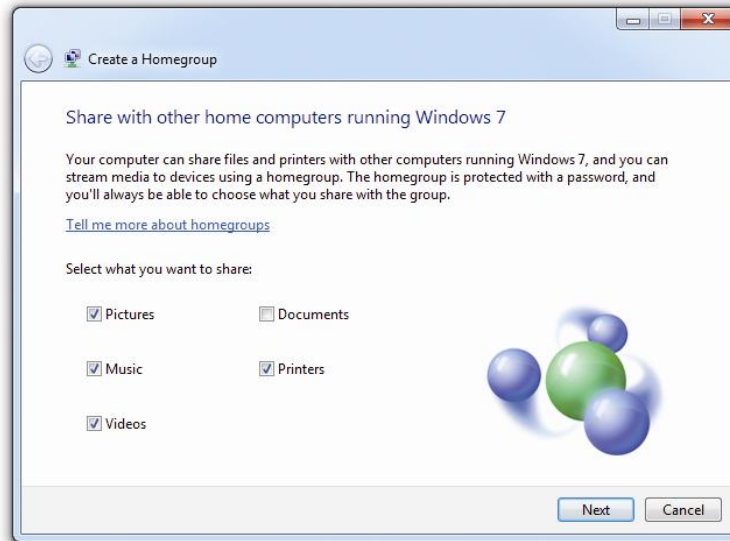 Create a Homegroup
Share with other home computers running Windows 7
Your computer can share files and printers with other computers running Windows 7, and you can
stream media to devices using a homegroup. The homegroup is protected with a password, and
you'll always be able to choose what you share with the group.
Tell me more about homegroups
Select what you want to share:
Pictures Documents
Music Printers
Videos
Next Cancel